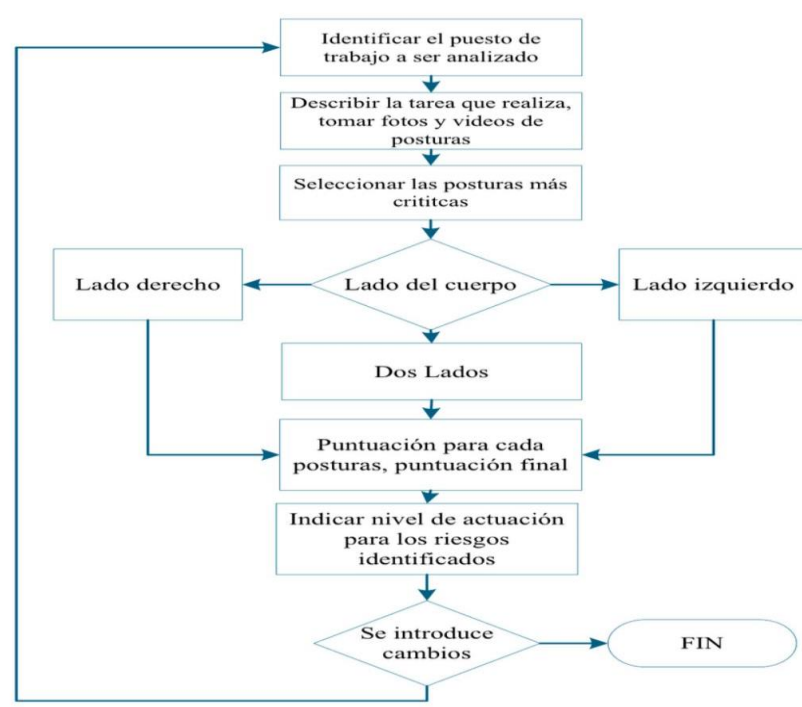 Identificar el puesto de
trabajo a ser analizado
Describir la tarea que realiza,
tomar fotos y videos de
posturas
Seleccionar las posturas más
crititcas
Lado derecho
Lado del cuerpo
Lado izquierdo
Dos Lados
Puntuación para cada
posturas, puntuación final
Indicar nivel de actuación
para los riesgos
identificados
Se introduce
cambios
FIN